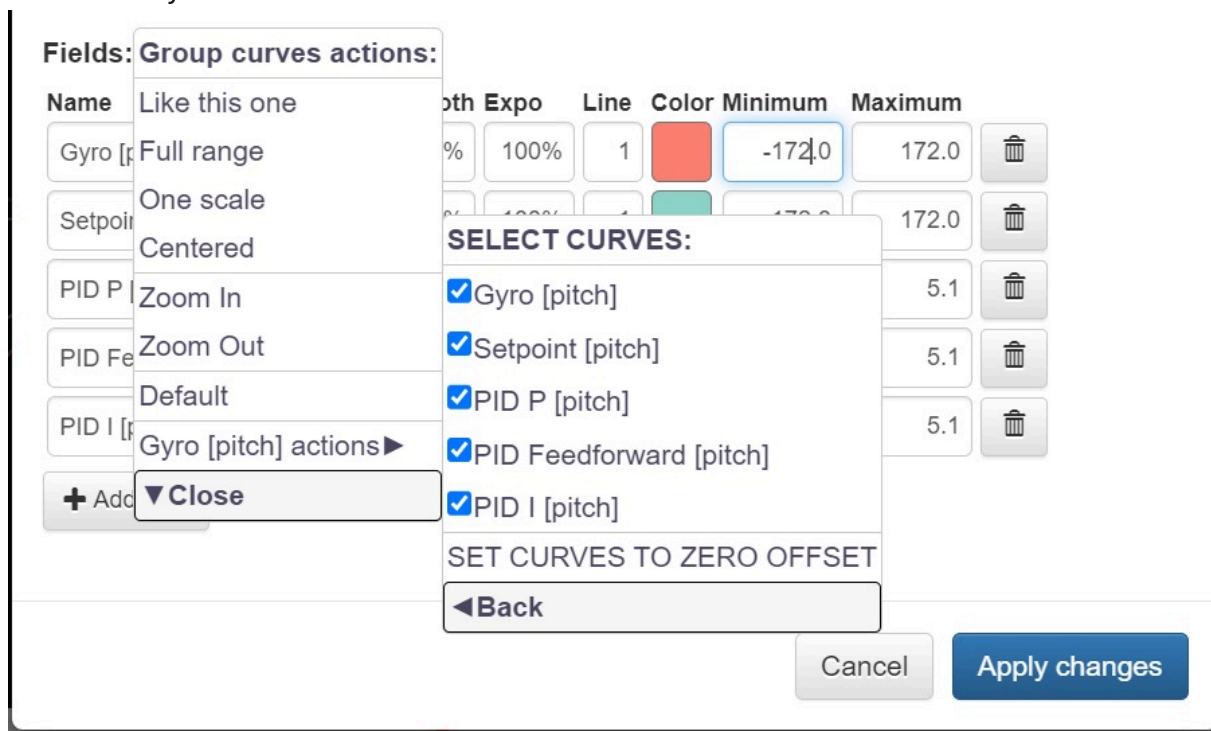 Fields:
Group curves actions:
Name
Like this one
Expo Line Color Minimum Maximum
Gyro
Full range
% 100% 1 -172.0 172.0
One scale
172.0
Centered
SELECT CURVES:
PID P
Zoom In
Gyro [pitch]
5.1
Zoom Out
Setpoint [pitch]
5.1
Default
PID P [pitch]
PID I
Gyro [pitch] actions▶
PID Feedforward [pitch]
5.1
▼Close
PID I [pitch]
SET CURVES TO ZERO OFFSET
◀Back
Cancel Apply changes